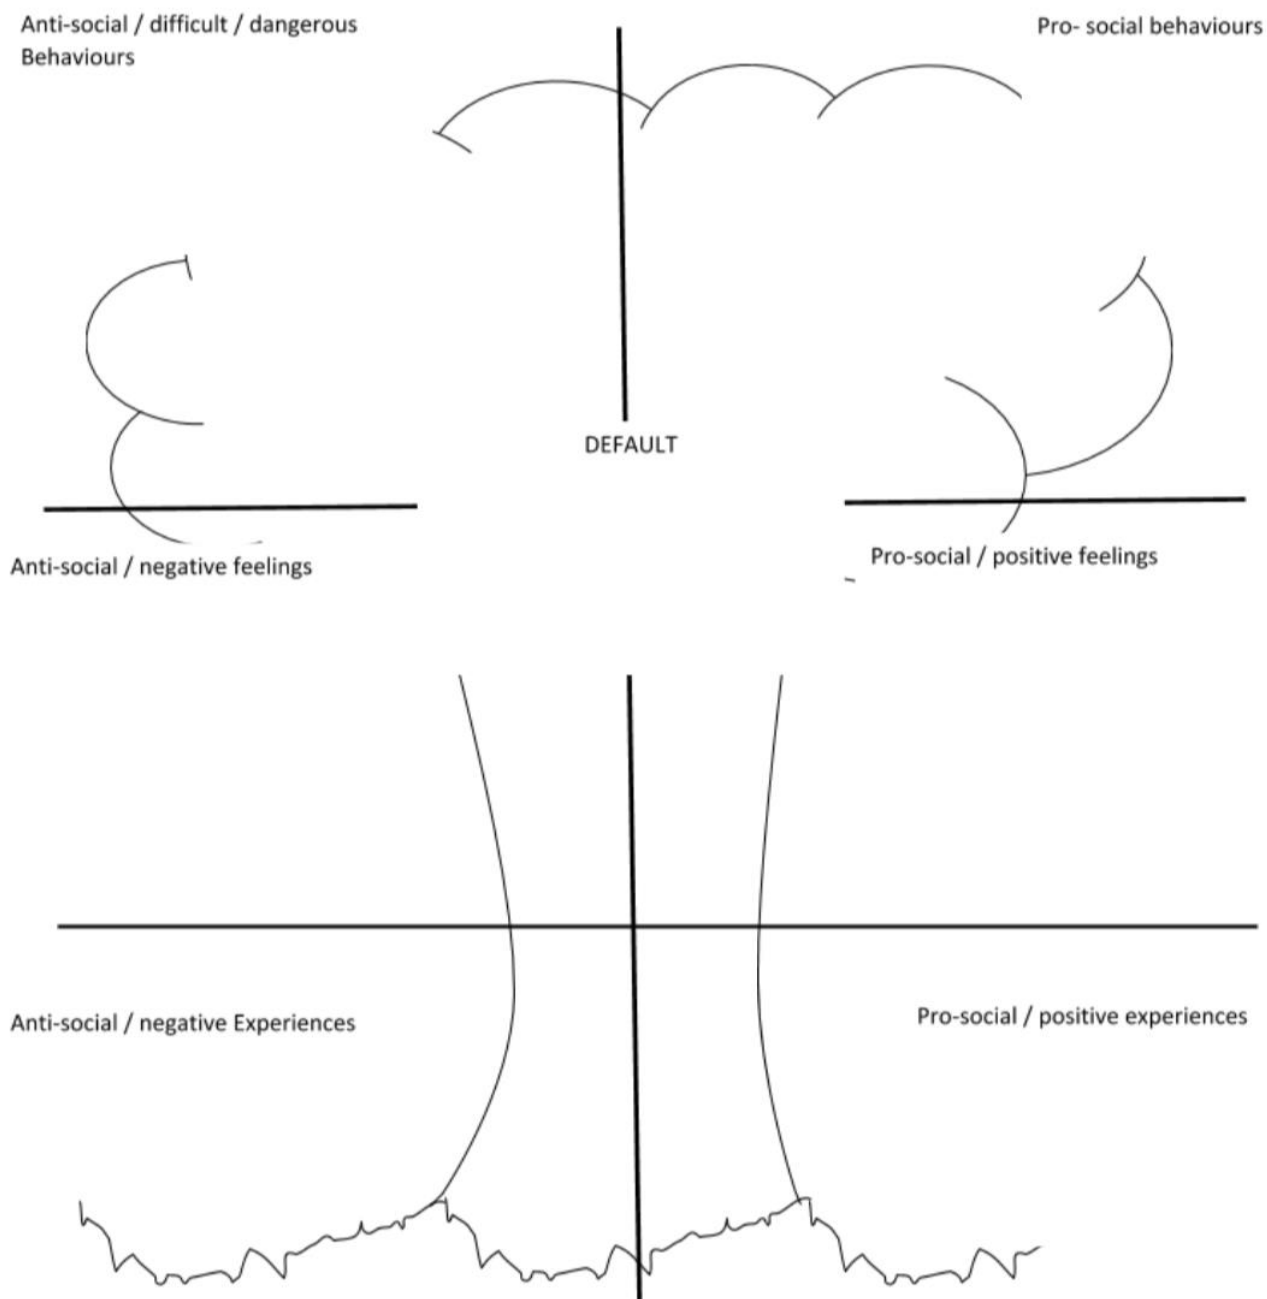 Anti-social / difficult / dangerous
Behaviours
Pro- social behaviours
DEFAULT
Anti-social / negative feelings
Pro-social / positive feelings
Anti-social / negative Experiences
Pro-social / positive experiences